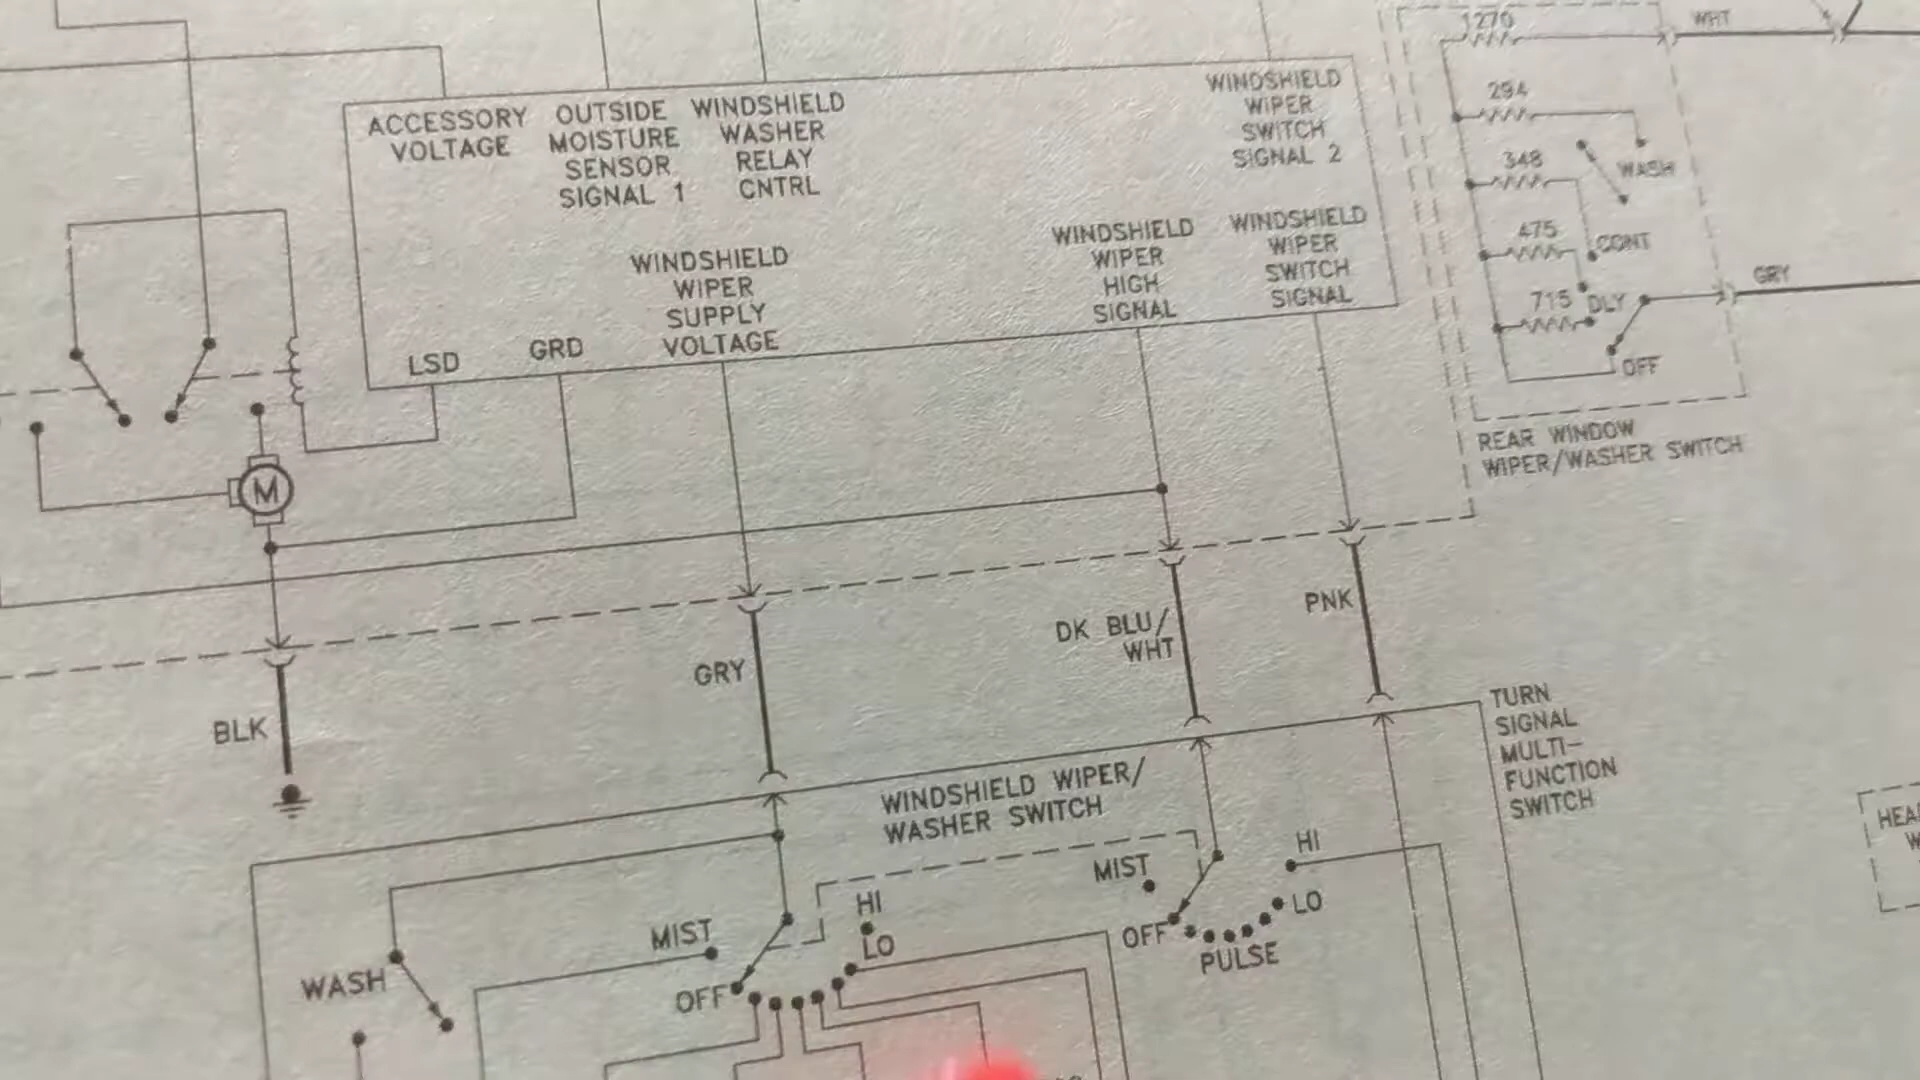 1270
WHT
ACCESSORY
VOLTAGE
OUTSIDE
MOISTURE
SENSOR
SIGNAL 1
WINDSHIELD
WASHER
RELAY
CNTRL
WINDSHIELD
WIPER
SWITCH
SIGNAL 2
294
348
WASH
475
CONT
715
DLY
OFF
GRY
REAR WINDOW
WIPER/WASHER SWITCH
LSD
GRD
WINDSHIELD
WIPER
SUPPLY
VOLTAGE
WINDSHIELD
WIPER
HIGH
SIGNAL
WINDSHIELD
WIPER
SWITCH
SIGNAL
M
BLK
GRY
DK BLU/
WHT
PNK
TURN
SIGNAL
MULTI-
FUNCTION
SWITCH
WINDSHIELD WIPER/
WASHER SWITCH
WASH
MIST
OFF
HI
LO
MIST
OFF
PULSE
HI
LO